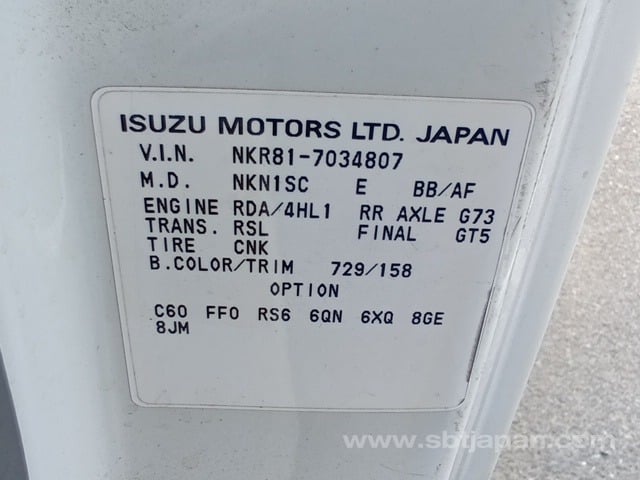 ISUZU MOTORS LTD. JAPAN
V.I.N. NKR81-7034807
M.D. NKN1SC E BB/AF
ENGINE RDA/4HL1 RR AXLE G73
TRANS. RSL FINAL GT5
TIRE CNK
B.COLOR/TRIM 729/158
OPTION
C60 FF0 RS6 6QN 6XQ 8GE
8JM
www.sbtjapan.com